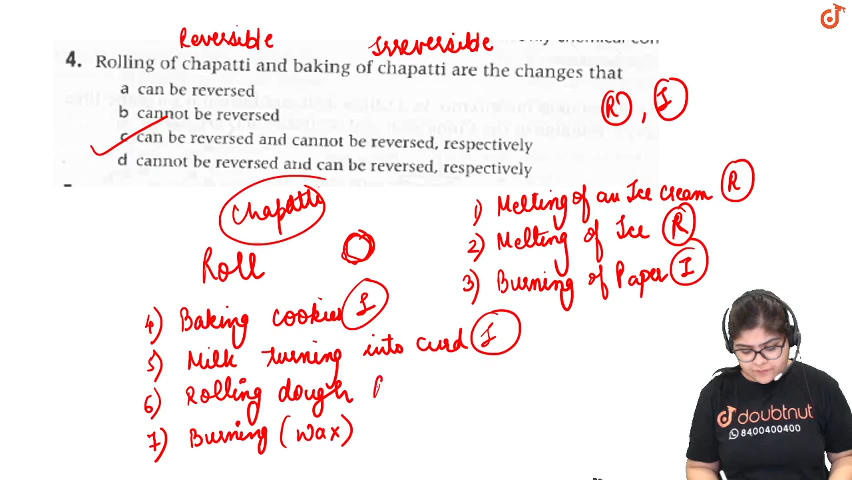 Reversible Irreversible
4. Rolling of chapatti and baking of chapatti are the changes that
a can be reversed
b cannot be reversed
c can be reversed and cannot be reversed, respectively
d cannot be reversed and can be reversed, respectively
R, I
Chapatti
Roll
1) Melting of an Ice cream R
2) Melting of Ice R
3) Burning of Paper I
4) Baking cookies I
5) Milk turning into curd I
6) Rolling dough
7) Burning (wax)
doubtnut
8400400400